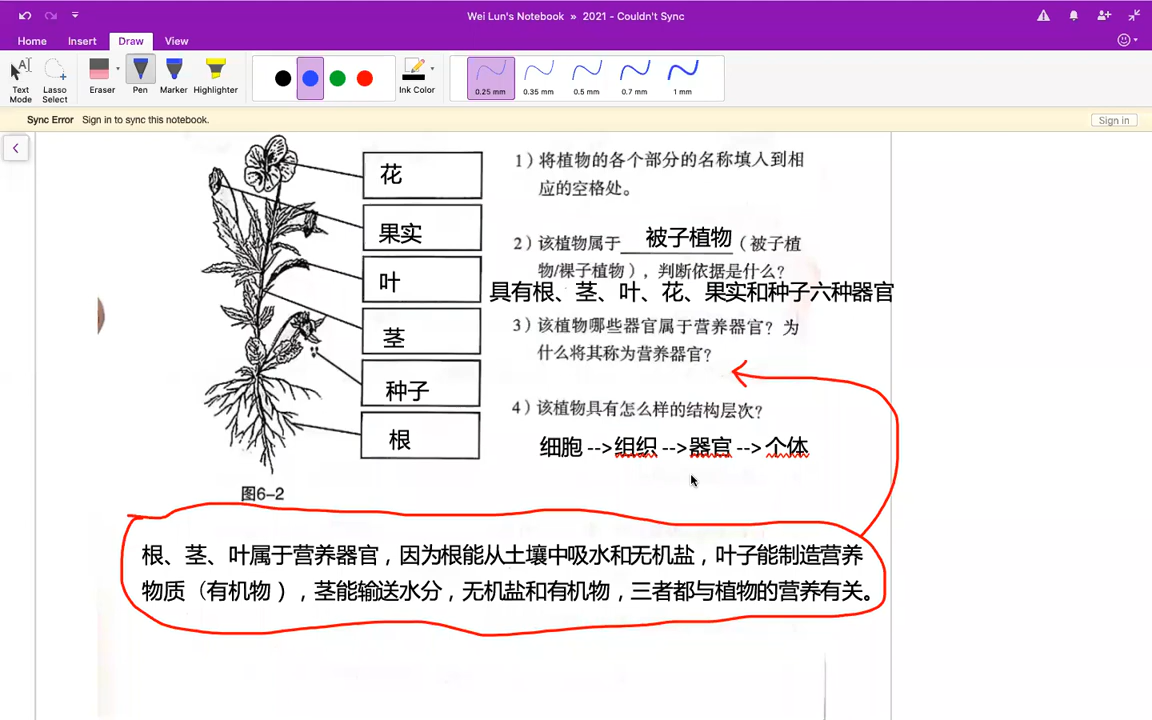 Wei Lun's Notebook » 2021 - Couldn't Sync
Home Insert Draw View
Text Mode
Lasso Select
Eraser
Pen
Marker
Highlighter
Ink Color
0.25 mm
0.35 mm
0.5 mm
0.7 mm
1 mm
Sync Error Sign in to sync this notebook.
Sign in
花
果实
叶
茎
种子
根
图6-2
1）将植物的各个部分的名称填入到相
应的空格处。
2）该植物属于 被子植物（被子植
物/裸子植物），判断依据是什么？
具有根、茎、叶、花、果实和种子六种器官
3）该植物哪些器官属于营养器官？为
什么将其称为营养器官？
4）该植物具有怎么样的结构层次？
细胞 -->组织 -->器官 --> 个体
根、茎、叶属于营养器官，因为根能从土壤中吸水和无机盐，叶子能制造营养
物质（有机物 ），茎能输送水分，无机盐和有机物，三者都与植物的营养有关。